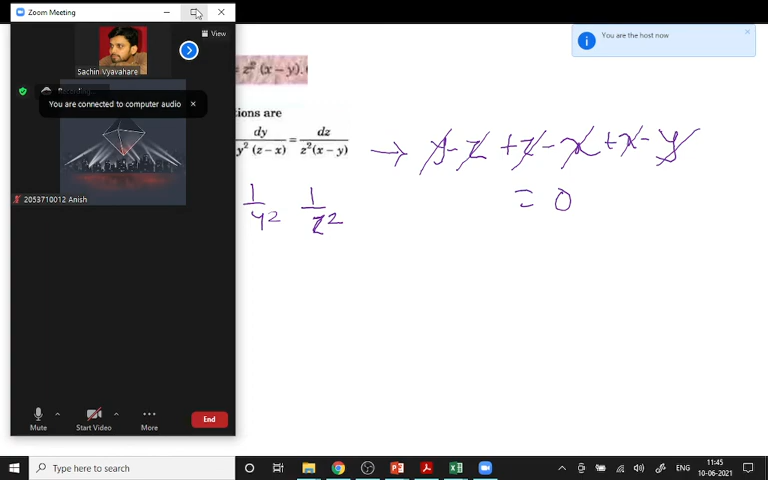 Zoom Meeting
You are the host now
View
= z² (x – y).
Sachin Vyavahare
Recording...
You are connected to computer audio
ions are
dy/y² (z – x) = dz/z² (x – y)
→ y - z + z - x + x - y
= 0
1/y² 1/z²
2053710012 Anish
Mute
Start Video
More
End
Type here to search
ENG
11:45
10-06-2021